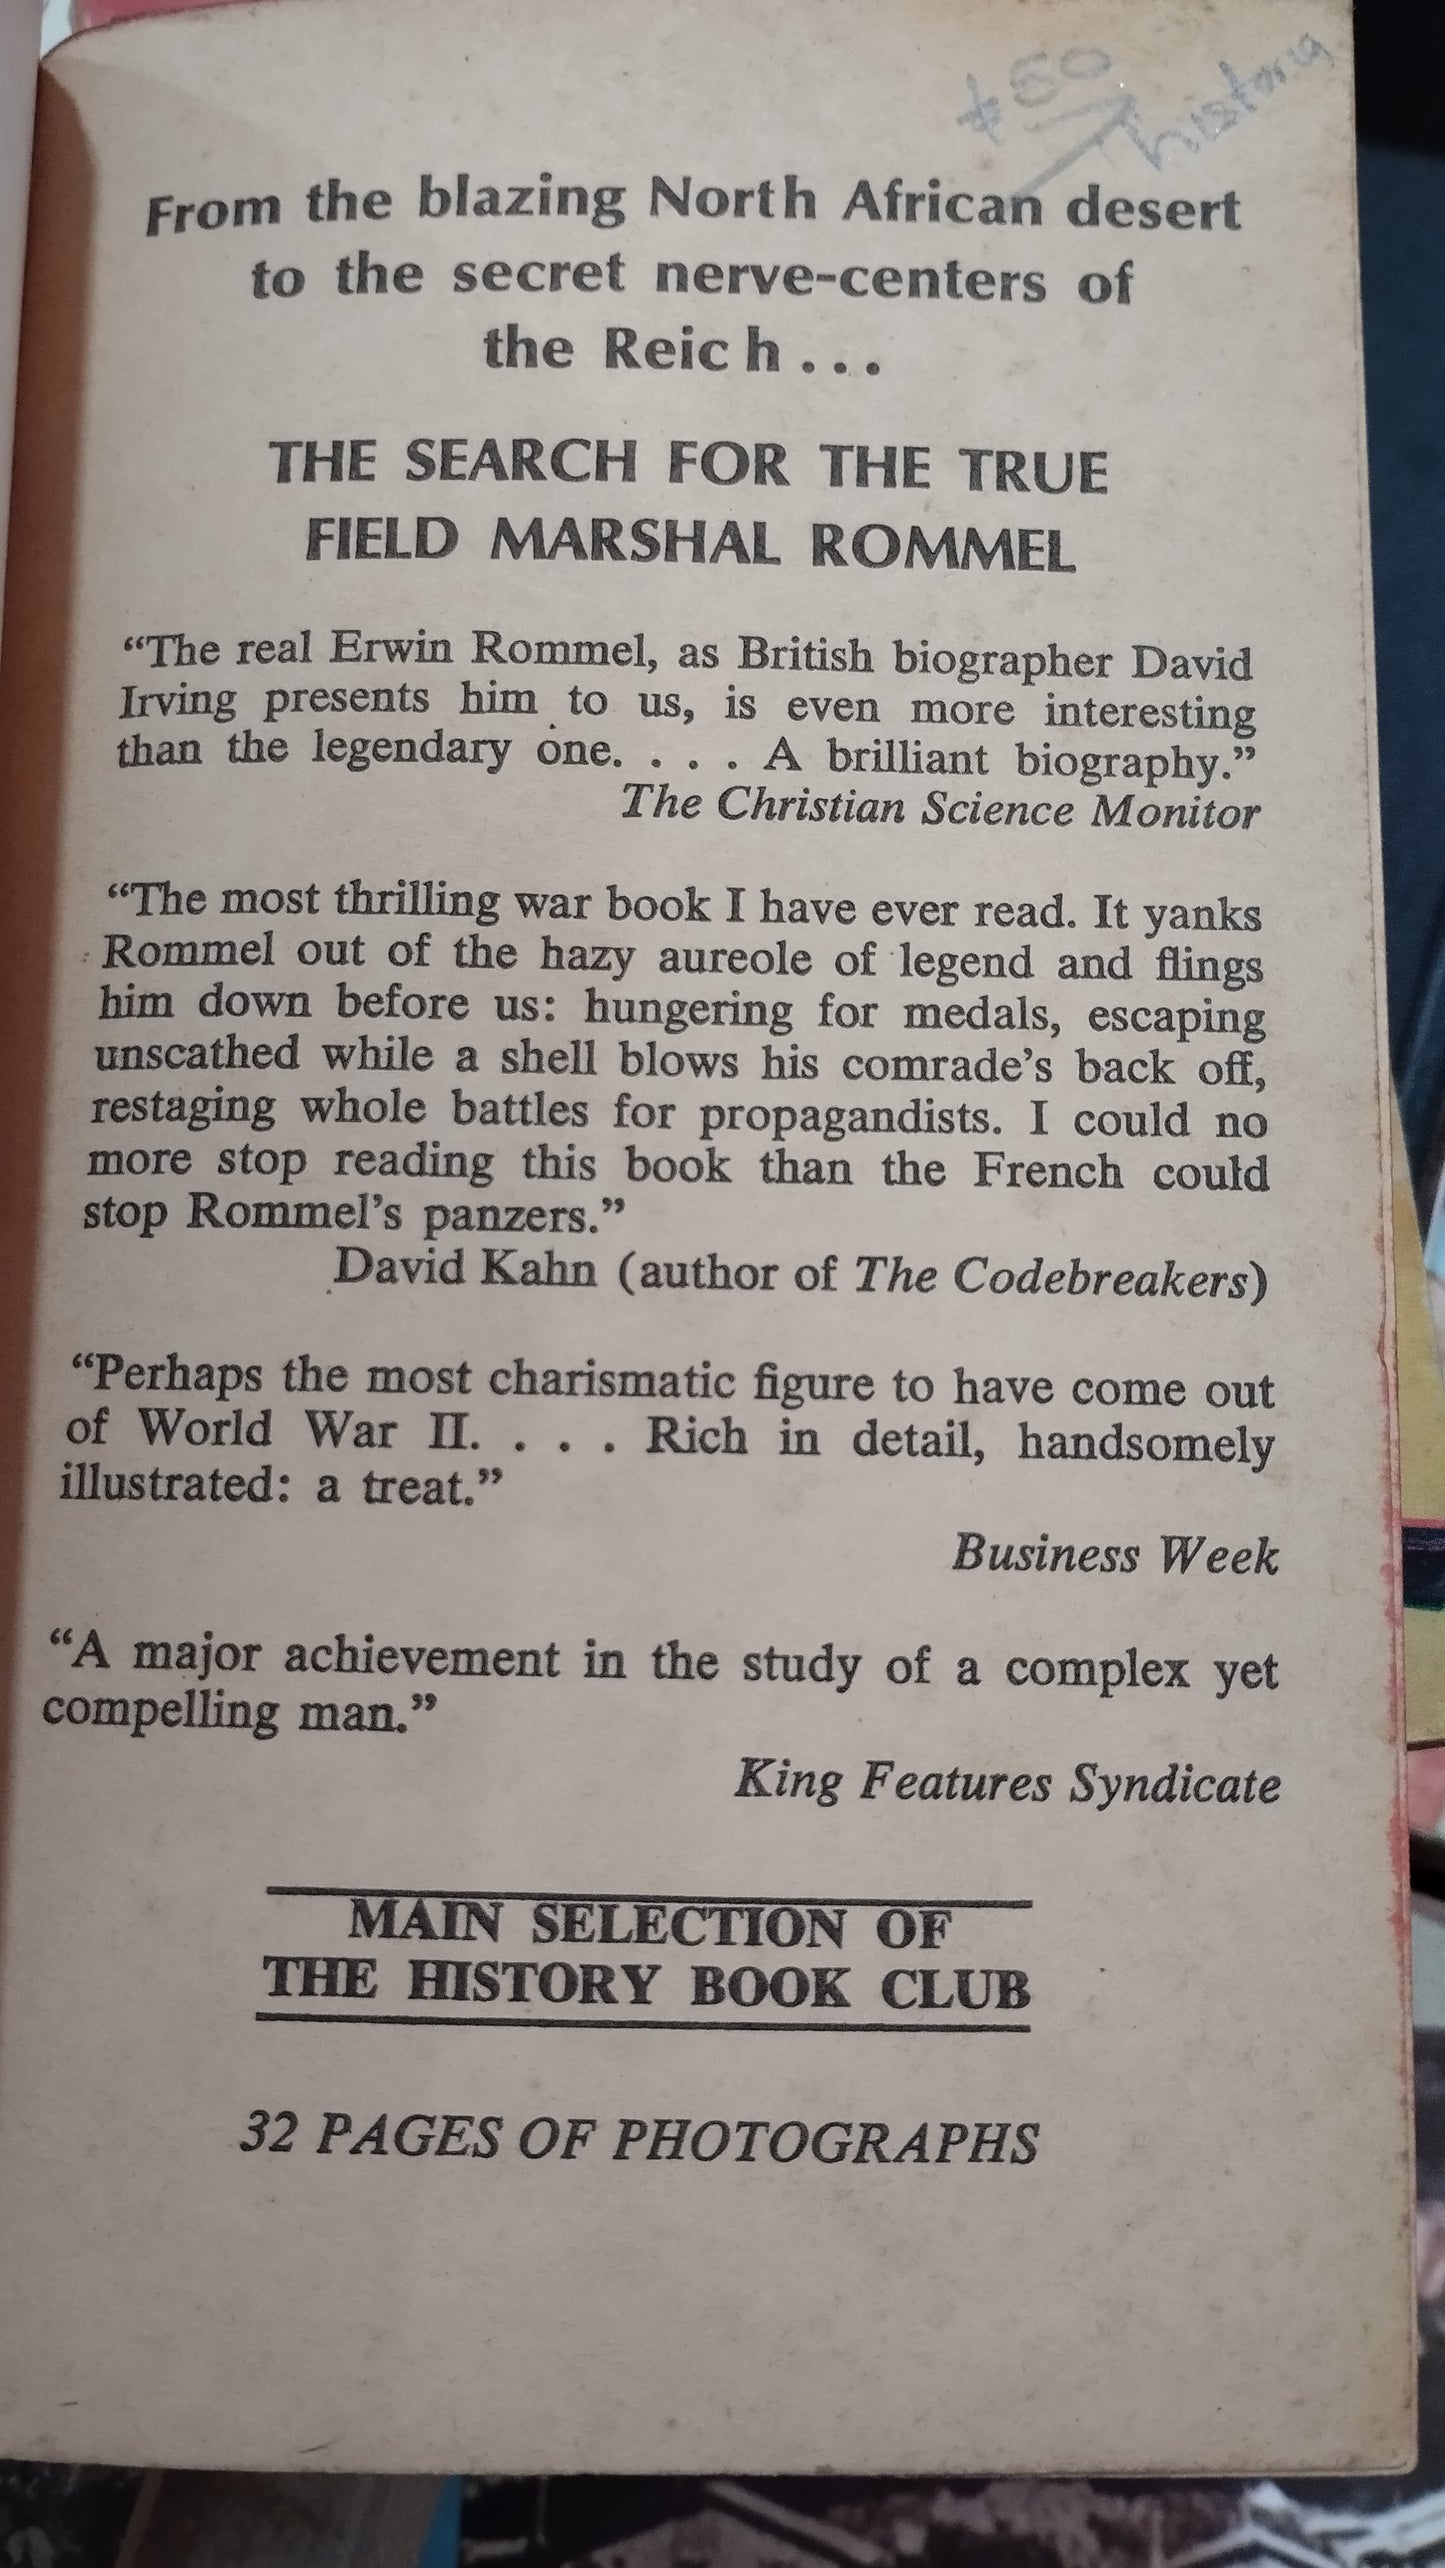 $50
historia
From the blazing North African desert
to the secret nerve-centers of
the Reich...
THE SEARCH FOR THE TRUE
FIELD MARSHAL ROMMEL
“The real Erwin Rommel, as British biographer David
Irving presents him to us, is even more interesting
than the legendary one. . . . A brilliant biography.”
The Christian Science Monitor
“The most thrilling war book I have ever read. It yanks
Rommel out of the hazy aureole of legend and flings
him down before us: hungering for medals, escaping
unscathed while a shell blows his comrade’s back off,
restaging whole battles for propagandists. I could no
more stop reading this book than the French could
stop Rommel’s panzers.”
David Kahn (author of The Codebreakers)
“Perhaps the most charismatic figure to have come out
of World War II. . . . Rich in detail, handsomely
illustrated: a treat.”
Business Week
“A major achievement in the study of a complex yet
compelling man.”
King Features Syndicate
MAIN SELECTION OF
THE HISTORY BOOK CLUB
32 PAGES OF PHOTOGRAPHS